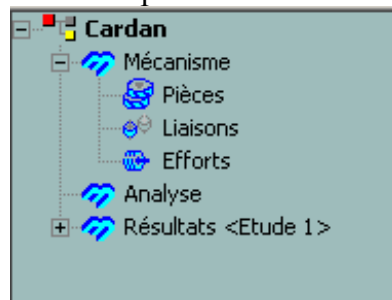 Cardan
Mécanisme
Pièces
Liaisons
Efforts
Analyse
Résultats <Etude 1>